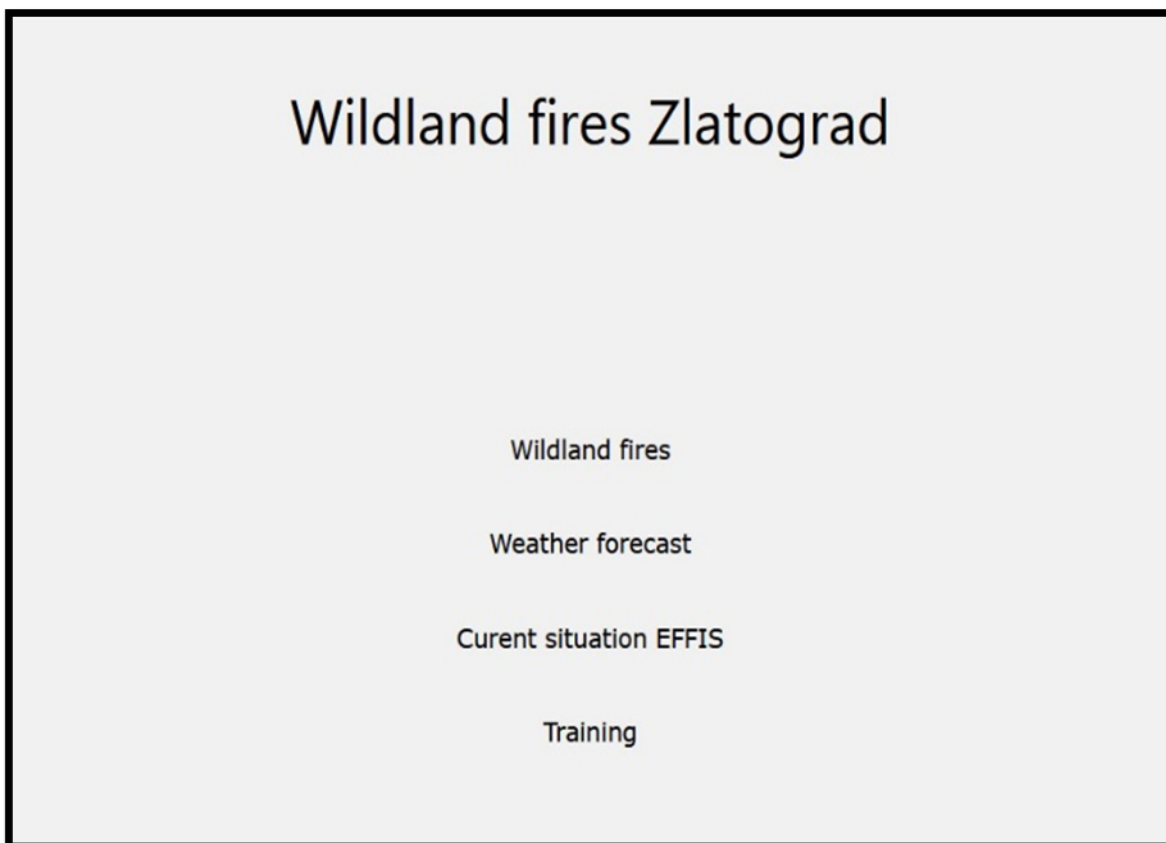 Wildland fires Zlatograd
Wildland fires
Weather forecast
Curent situation EFFIS
Training